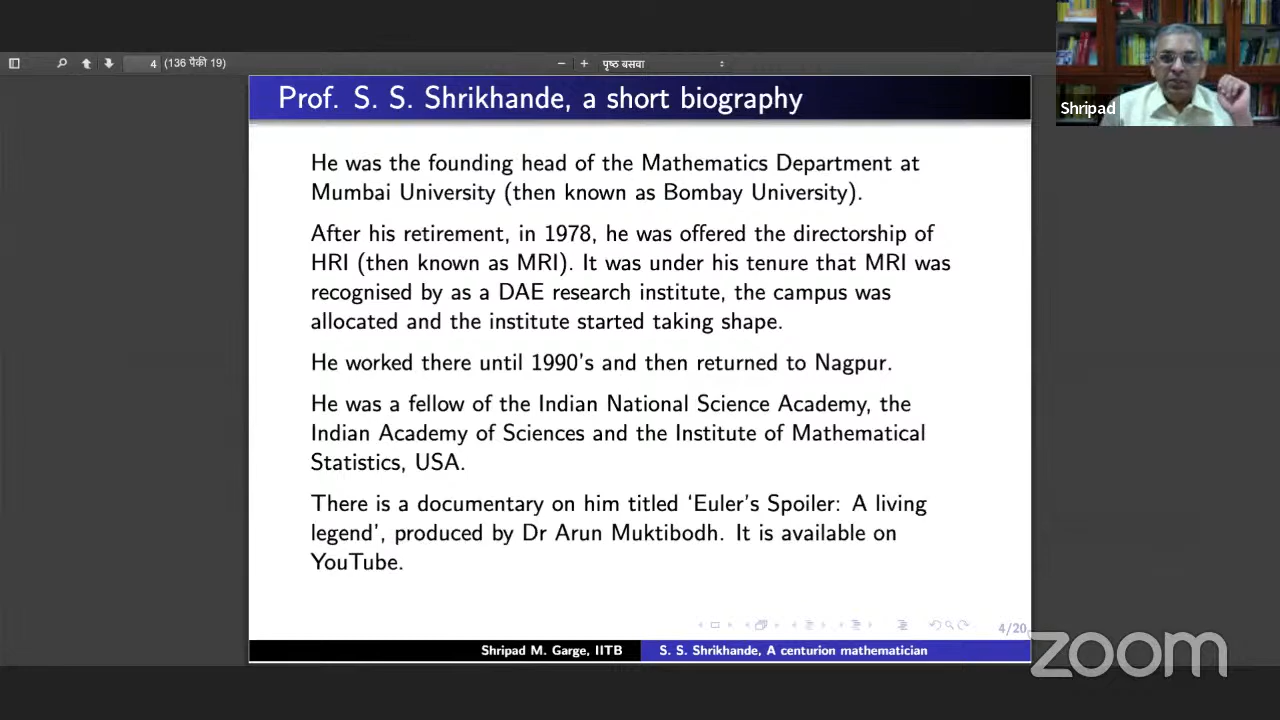 4 (136 पैकी 19)
− + पृष्ठ बसवा
Shripad
Prof. S. S. Shrikhande, a short biography
He was the founding head of the Mathematics Department at
Mumbai University (then known as Bombay University).
After his retirement, in 1978, he was offered the directorship of
HRI (then known as MRI). It was under his tenure that MRI was
recognised by as a DAE research institute, the campus was
allocated and the institute started taking shape.
He worked there until 1990's and then returned to Nagpur.
He was a fellow of the Indian National Science Academy, the
Indian Academy of Sciences and the Institute of Mathematical
Statistics, USA.
There is a documentary on him titled ‘Euler's Spoiler: A living
legend’, produced by Dr Arun Muktibodh. It is available on
YouTube.
4/20
Shripad M. Garge, IITB S. S. Shrikhande, A centurion mathematician
zoom